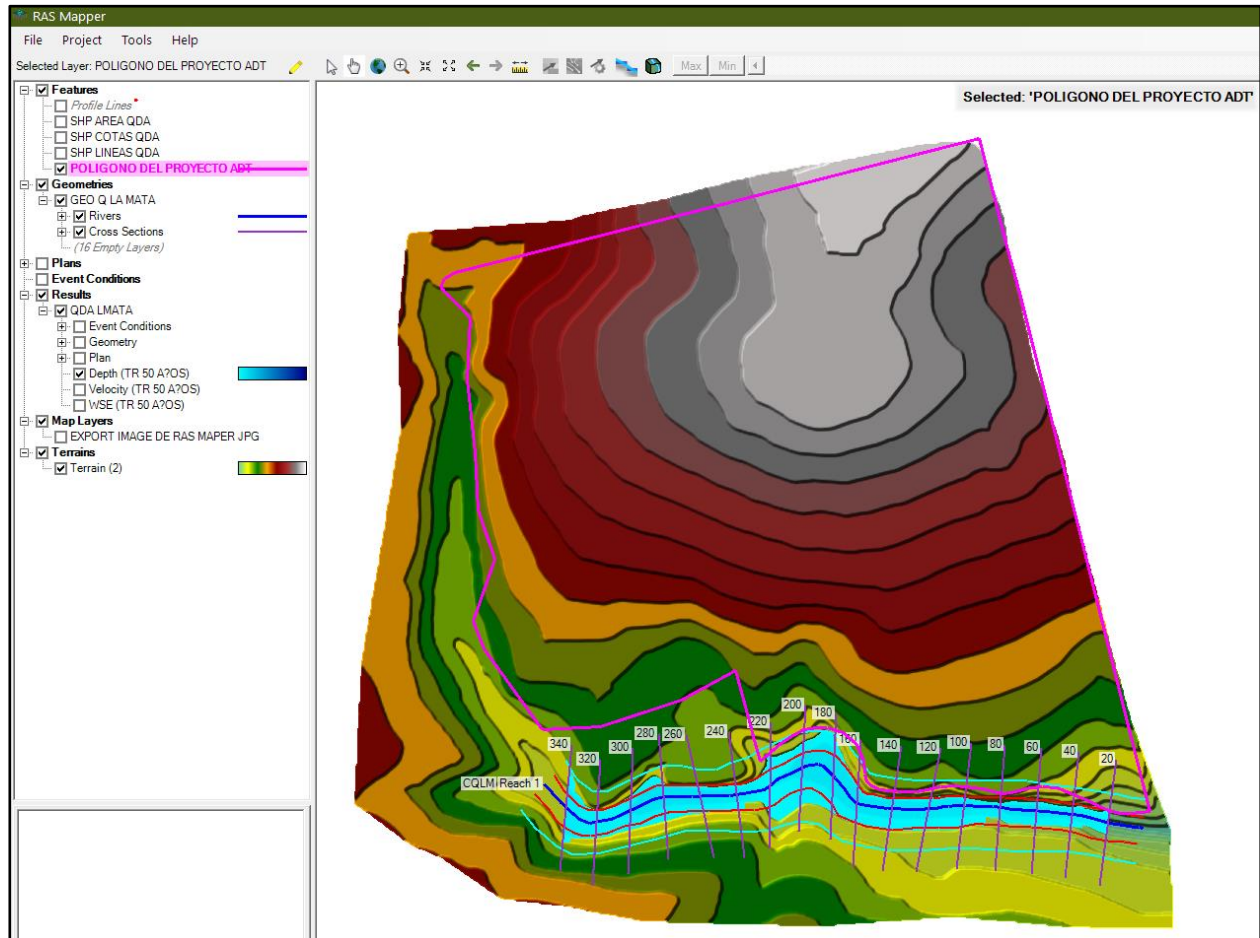 RAS Mapper
File Project Tools Help
Selected Layer: POLIGONO DEL PROYECTO ADT
Max Min
Features
Profile Lines
SHP AREA QDA
SHP COTAS QDA
SHP LINEAS QDA
POLIGONO DEL PROYECTO ADT
Geometries
GEO Q LA MATA
Rivers
Cross Sections
(16 Empty Layers)
Plans
Event Conditions
Results
QDA LMATA
Event Conditions
Geometry
Plan
Depth (TR 50 A?OS)
Velocity (TR 50 A?OS)
WSE (TR 50 A?OS)
Map Layers
EXPORT IMAGE DE RAS MAPER JPG
Terrains
Terrain (2)
Selected: 'POLIGONO DEL PROYECTO ADT'
340 320 300 280 260 240 220 200 180 160 140 120 100 80 60 40 20
CQLM Reach 1